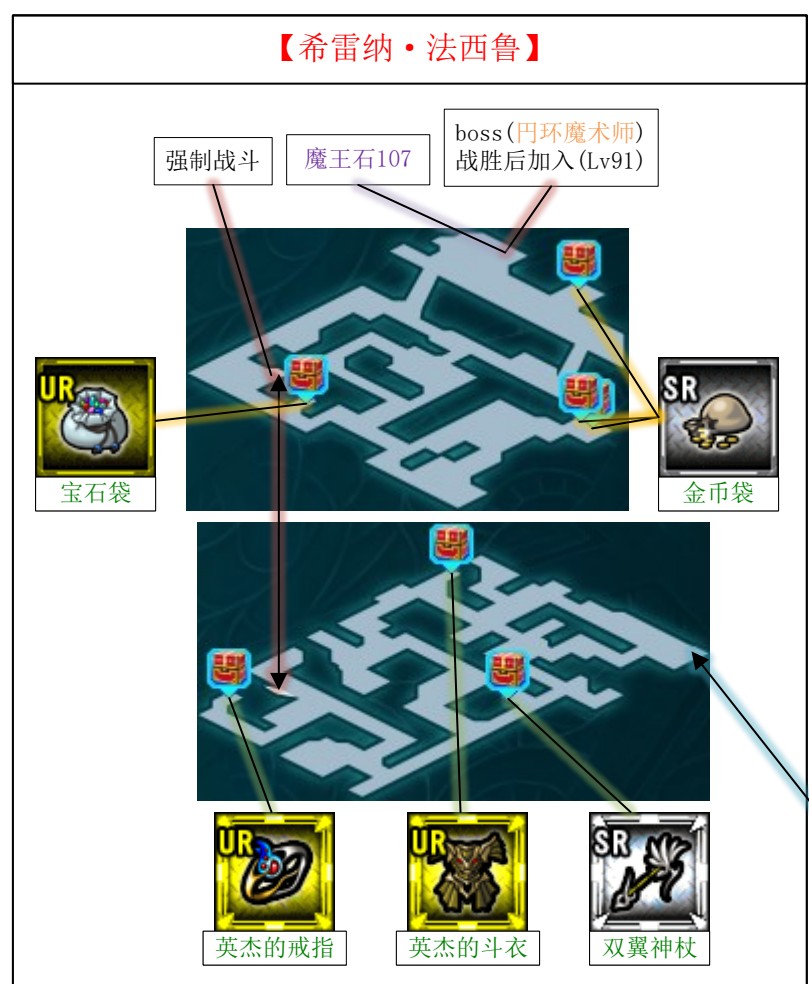 【希雷纳·法西鲁】
强制战斗
魔王石107
boss(円环魔术师)
战胜后加入(Lv91)
UR
宝石袋
SR
金币袋
UR
英杰的戒指
UR
英杰的斗衣
SR
双翼神杖